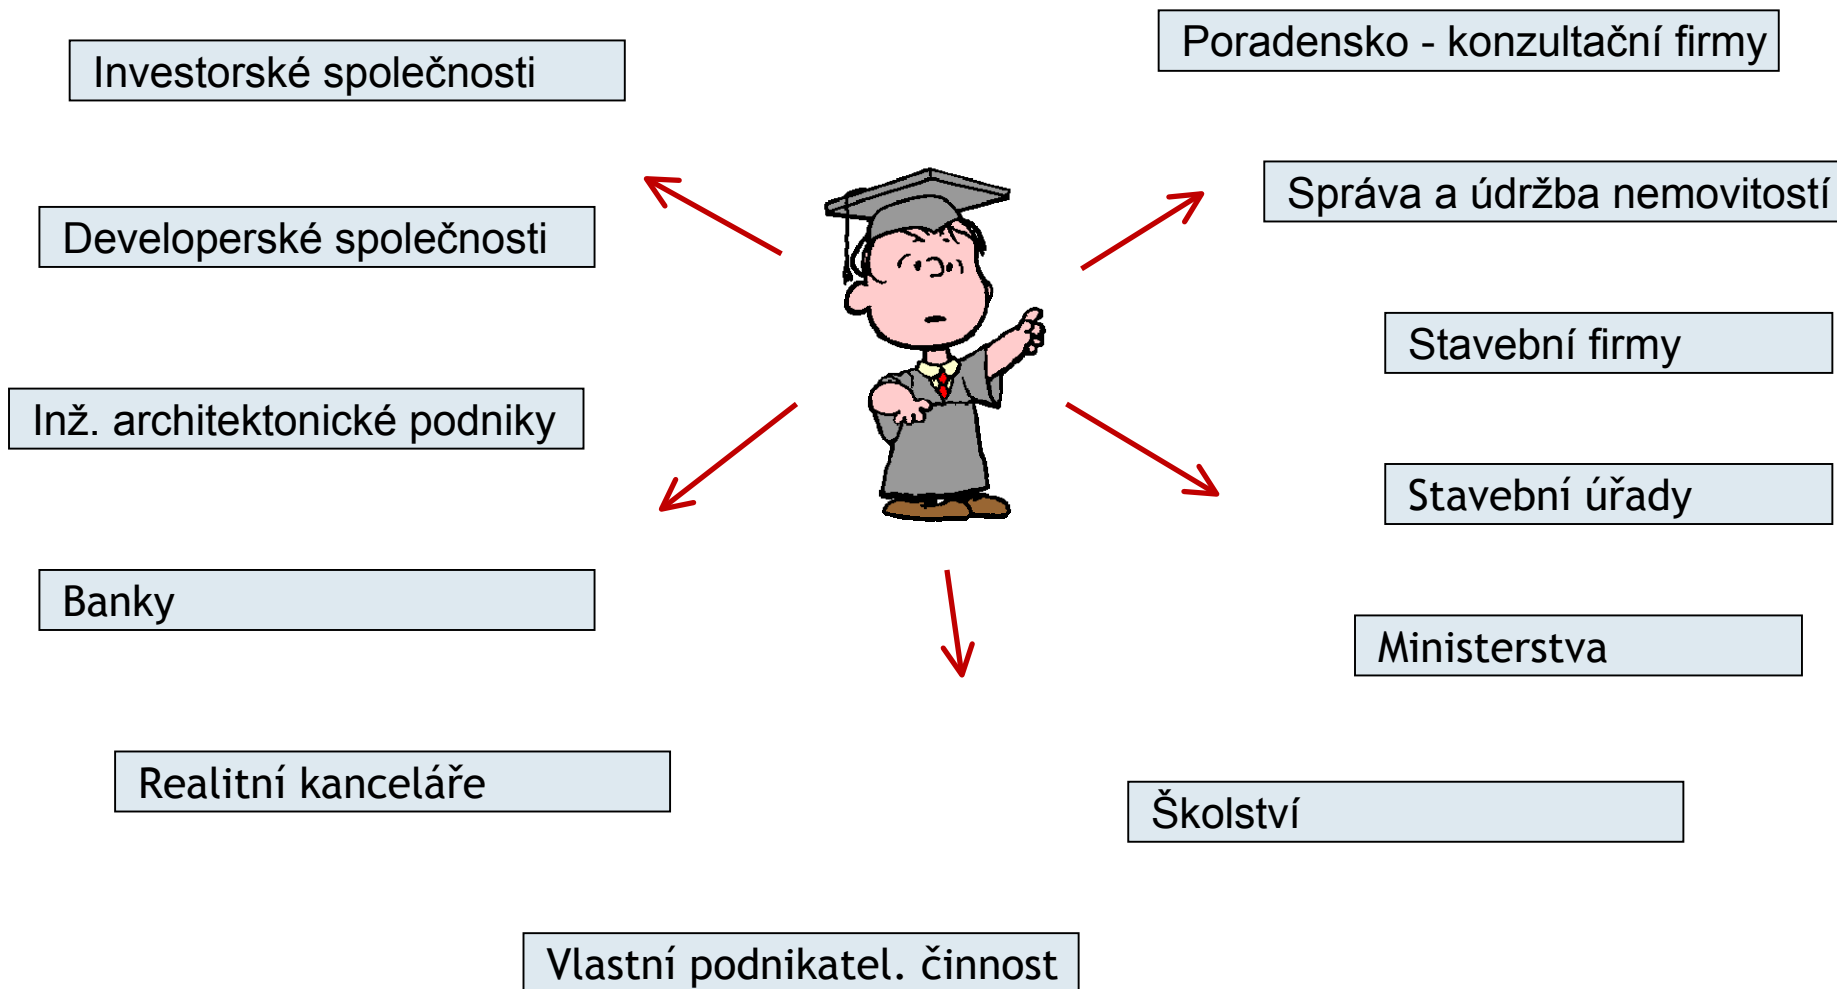 Investorské společnosti
Developerské společnosti
Inž. architektonické podniky
Banky
Realitní kanceláře
Vlastní podnikatel. činnost
Poradensko - konzultační firmy
Správa a údržba nemovitostí
Stavební firmy
Stavební úřady
Ministerstva
Školství